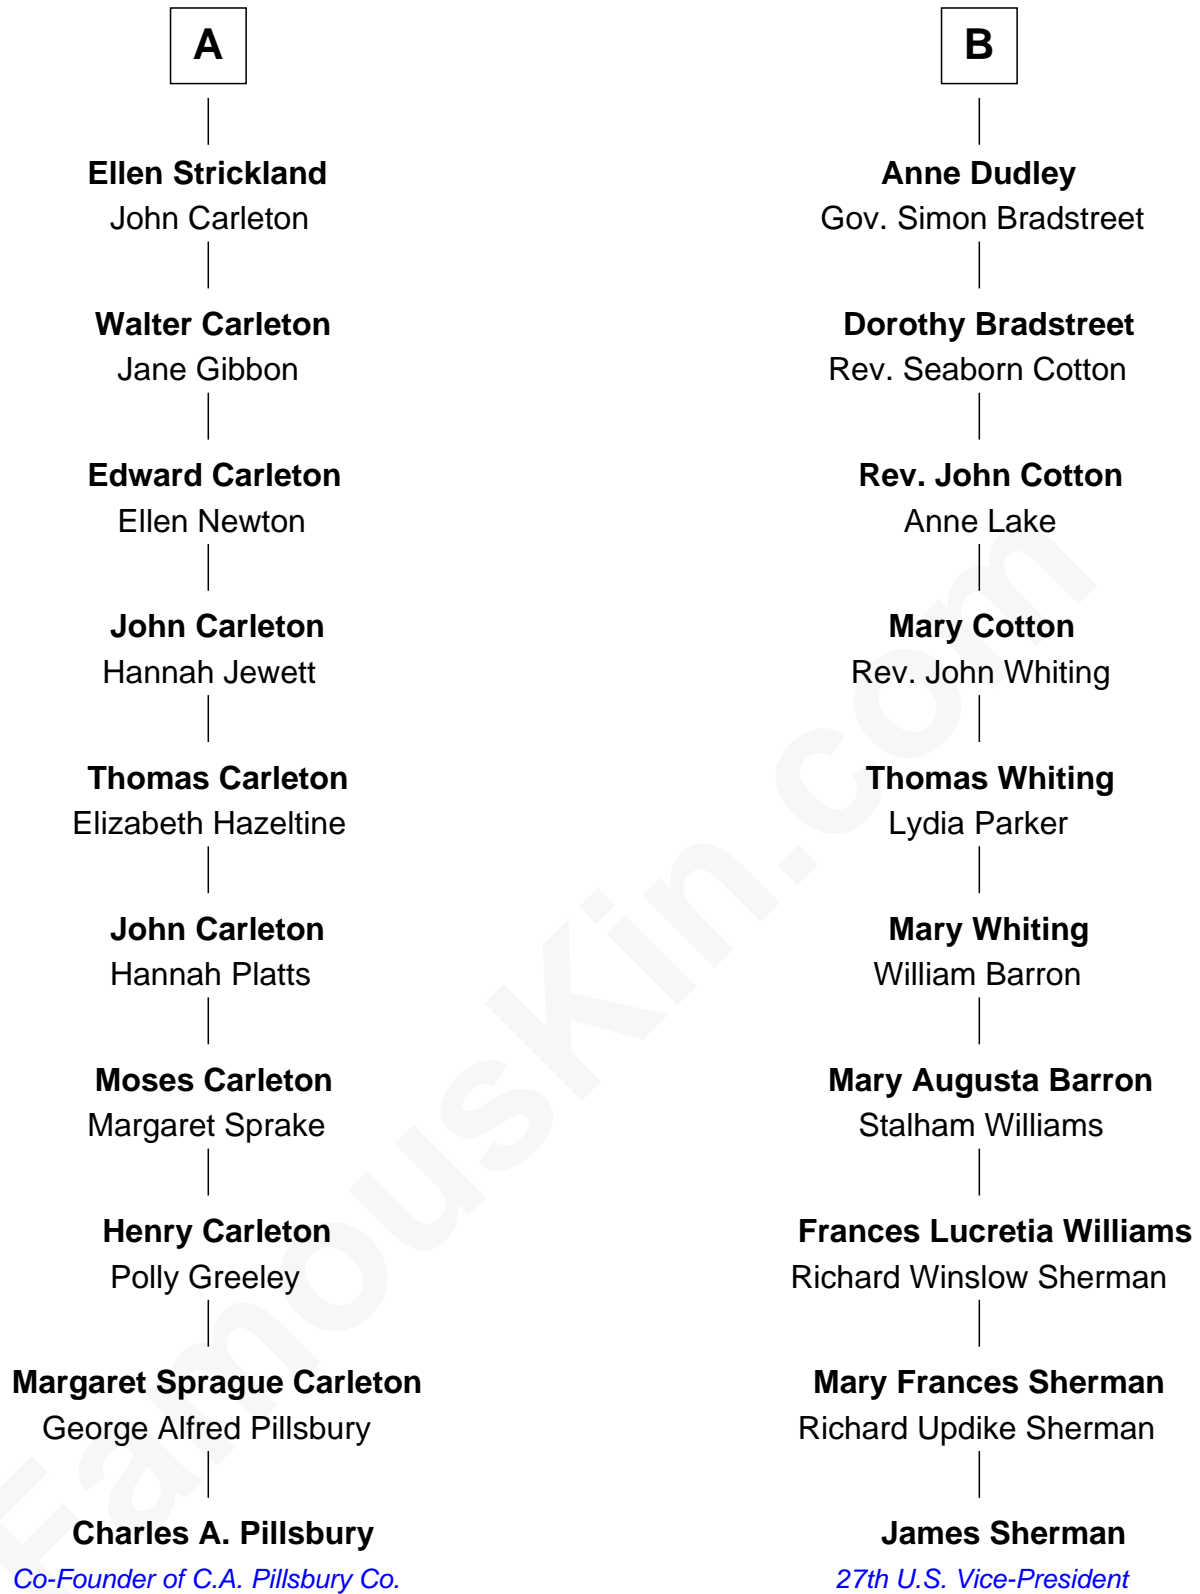 A
Ellen Strickland
John Carleton
Walter Carleton
Jane Gibbon
Edward Carleton
Ellen Newton
John Carleton
Hannah Jewett
Thomas Carleton
Elizabeth Hazeltine
John Carleton
Hannah Platts
Moses Carleton
Margaret Sprake
Henry Carleton
Polly Greeley
Margaret Sprague Carleton
George Alfred Pillsbury
Charles A. Pillsbury
Co-Founder of C.A. Pillsbury Co.
B
Anne Dudley
Gov. Simon Bradstreet
Dorothy Bradstreet
Rev. Seaborn Cotton
Rev. John Cotton
Anne Lake
Mary Cotton
Rev. John Whiting
Thomas Whiting
Lydia Parker
Mary Whiting
William Barron
Mary Augusta Barron
Stalham Williams
Frances Lucretia Williams
Richard Winslow Sherman
Mary Frances Sherman
Richard Updike Sherman
James Sherman
27th U.S. Vice-President
FamousKin.com